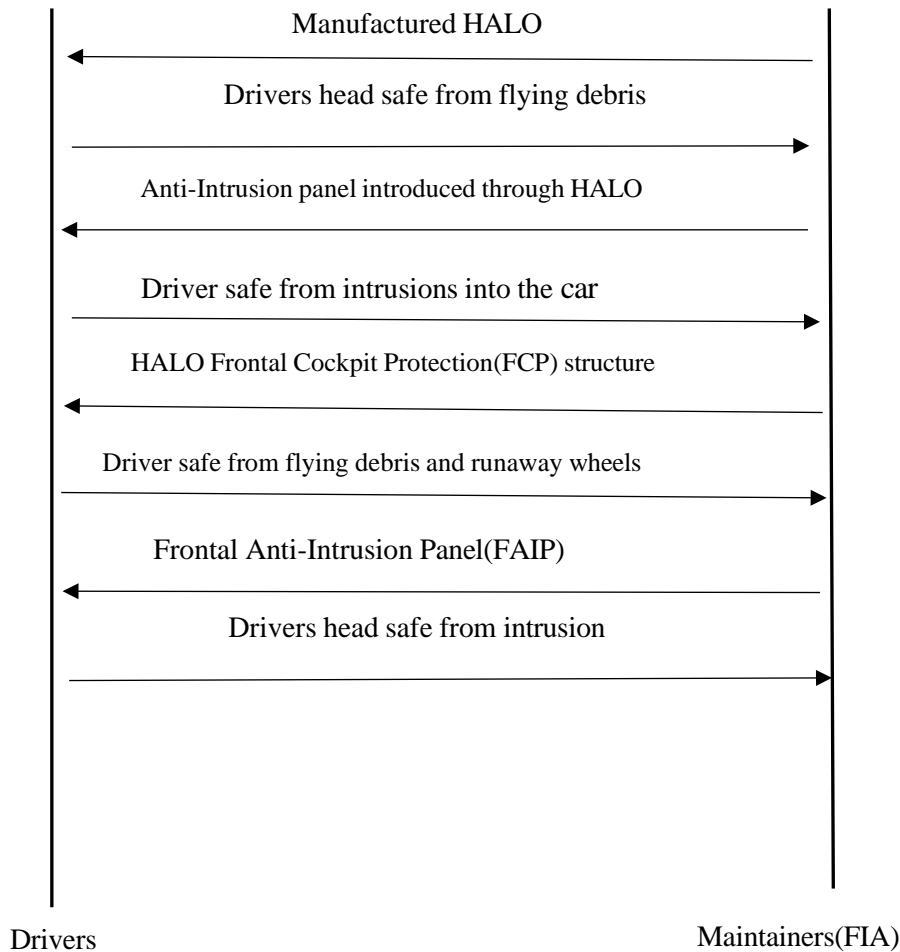 Manufactured HALO
Drivers head safe from flying debris
Anti-Intrusion panel introduced through HALO
Driver safe from intrusions into the car
HALO Frontal Cockpit Protection(FCP) structure
Driver safe from flying debris and runaway wheels
Frontal Anti-Intrusion Panel(FAIP)
Drivers head safe from intrusion
Drivers
Maintainers(FIA)